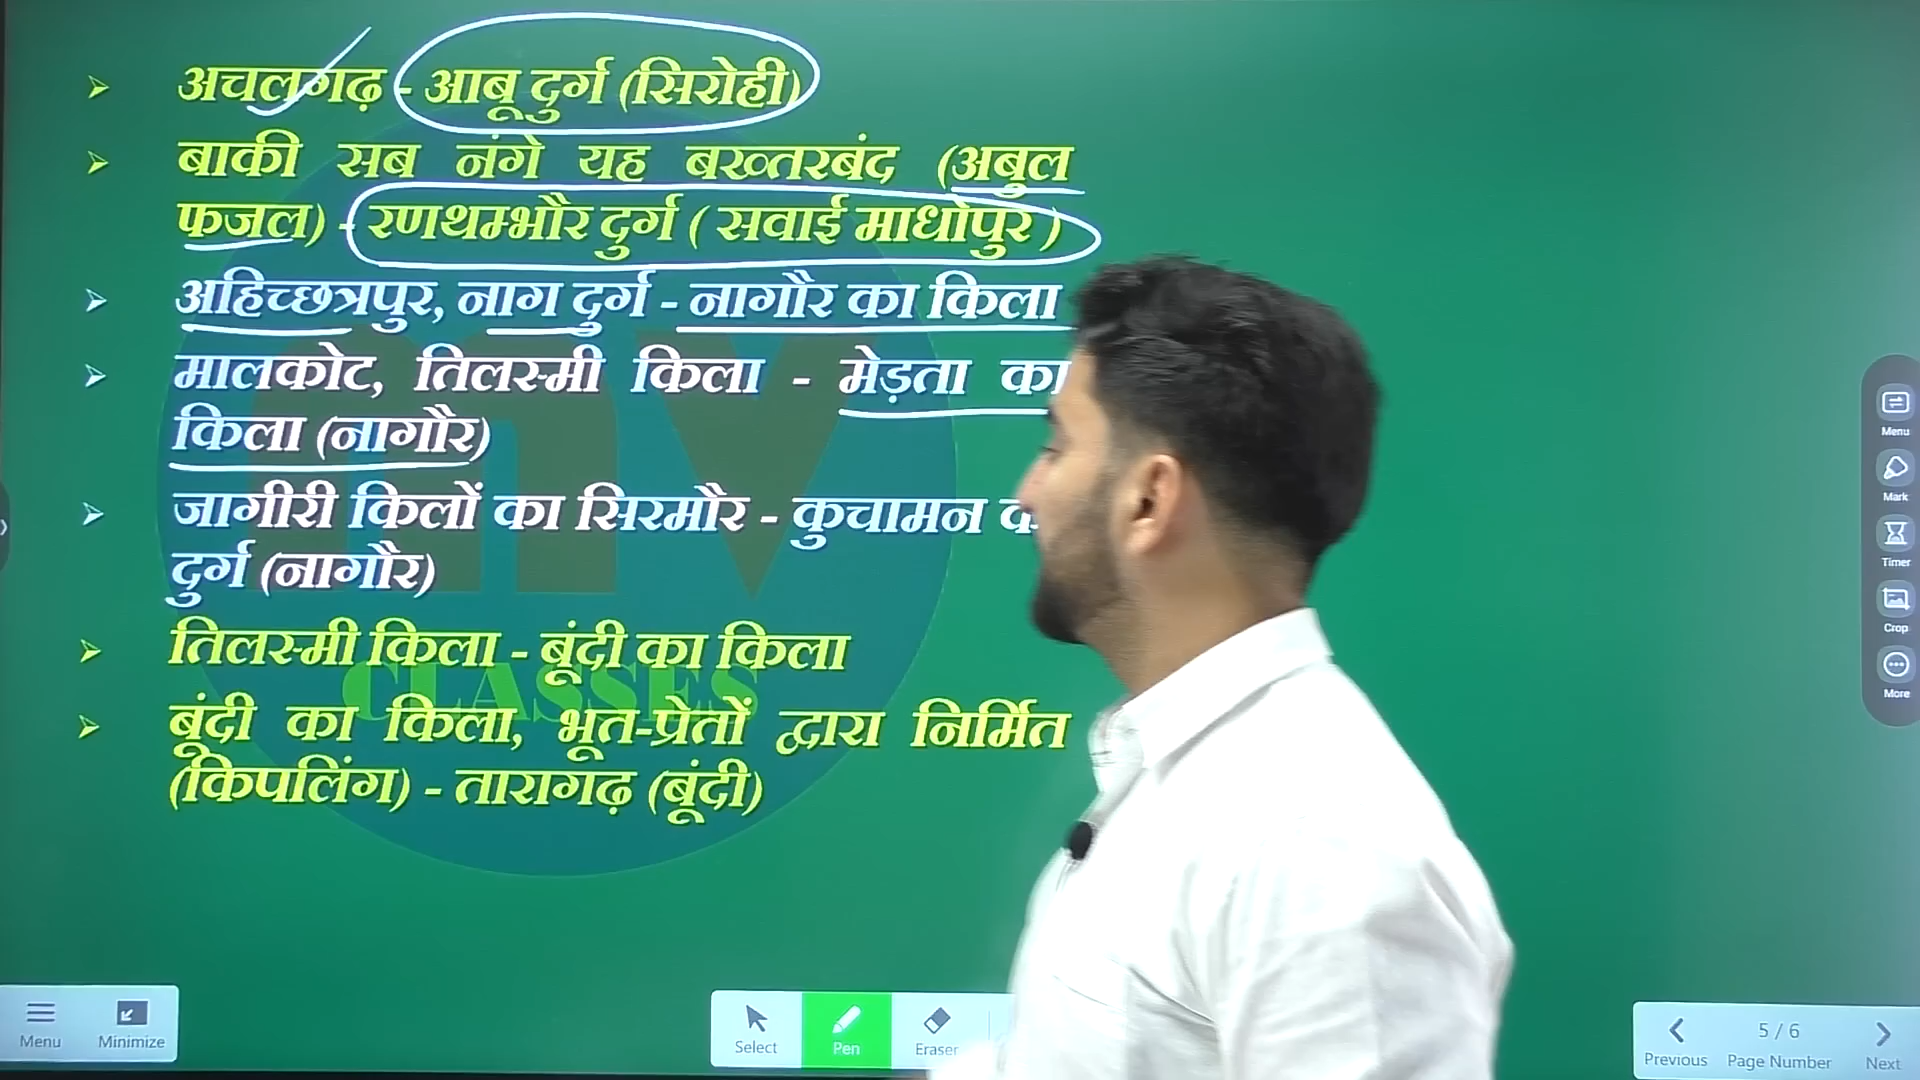 ➢ अचलगढ़ - आबू दुर्ग (सिरोही)
➢ बाकी सब नंगे यह बख्तरबंद (अबुल
फजल) - रणथम्भौर दुर्ग ( सवाई माधोपुर )
➢ अहिच्छत्रपुर, नाग दुर्ग - नागौर का किला
➢ मालकोट, तिलस्मी किला - मेड़ता का
किला (नागौर)
➢ जागीरी किलों का सिरमौर - कुचामन
दुर्ग (नागौर)
➢ तिलस्मी किला - बूंदी का किला
➢ बूंदी का किला, भूत-प्रेतों द्वारा निर्मित
(किपलिंग) - तारागढ़ (बूंदी)
mv
CLASSES
Menu
Mark
Timer
Crop
More
Menu
Minimize
Select
Pen
Eraser
5 / 6
Previous
Page Number
Next